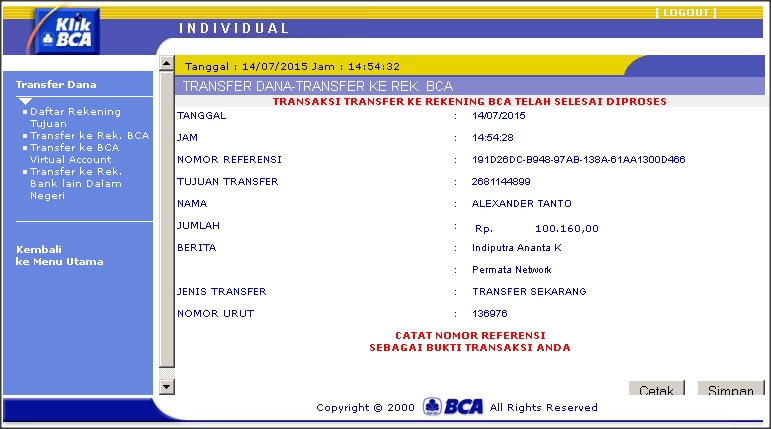 Klik
BCA
INDIVIDUAL
[ LOGOUT ]
Tanggal : 14/07/2015 Jam : 14:54:32
Transfer Dana
Daftar Rekening
Tujuan
Transfer ke Rek. BCA
Transfer ke BCA
Virtual Account
Transfer ke Rek.
Bank lain Dalam
Negeri
Kembali
ke Menu Utama
TRANSFER DANA-TRANSFER KE REK. BCA
TRANSAKSI TRANSFER KE REKENING BCA TELAH SELESAI DIPROSES
TANGGAL : 14/07/2015
JAM : 14:54:28
NOMOR REFERENSI : 191D26DC-B948-97AB-138A-61AA1300D466
TUJUAN TRANSFER : 2681144899
NAMA : ALEXANDER TANTO
JUMLAH : Rp. 100.160,00
BERITA : Indiputra Ananta K
: Permata Network
JENIS TRANSFER : TRANSFER SEKARANG
NOMOR URUT : 136976
CATAT NOMOR REFERENSI
SEBAGAI BUKTI TRANSAKSI ANDA
Cetak Simpan
Copyright © 2000 BCA All Rights Reserved